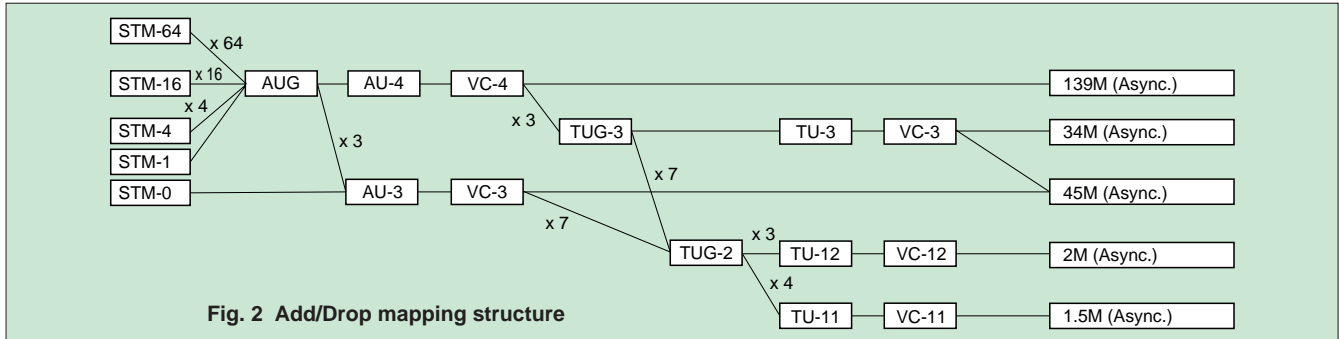 STM-64
x 64
STM-16
x 16
AUG
AU-4
VC-4
139M (Async.)
STM-4
x 4
x 3
TUG-3
TU-3
VC-3
34M (Async.)
STM-1
x 3
x 7
STM-0
AU-3
VC-3
45M (Async.)
x 7
TUG-2
x 3
TU-12
VC-12
2M (Async.)
x 4
Fig. 2 Add/Drop mapping structure
TU-11
VC-11
1.5M (Async.)